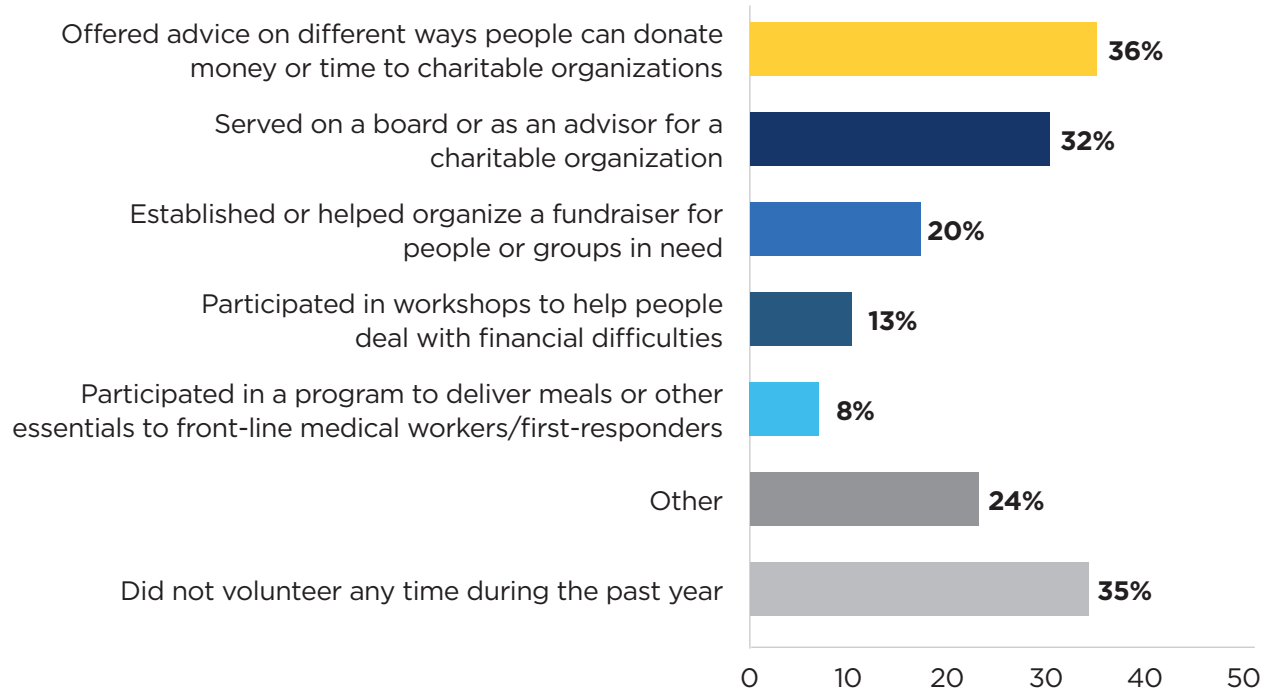 Offered advice on different ways people can donate
money or time to charitable organizations
36%
Served on a board or as an advisor for a
charitable organization
32%
Established or helped organize a fundraiser for
people or groups in need
20%
Participated in workshops to help people
deal with financial difficulties
13%
Participated in a program to deliver meals or other
essentials to front-line medical workers/first-responders
8%
Other
24%
Did not volunteer any time during the past year
35%
0 10 20 30 40 50